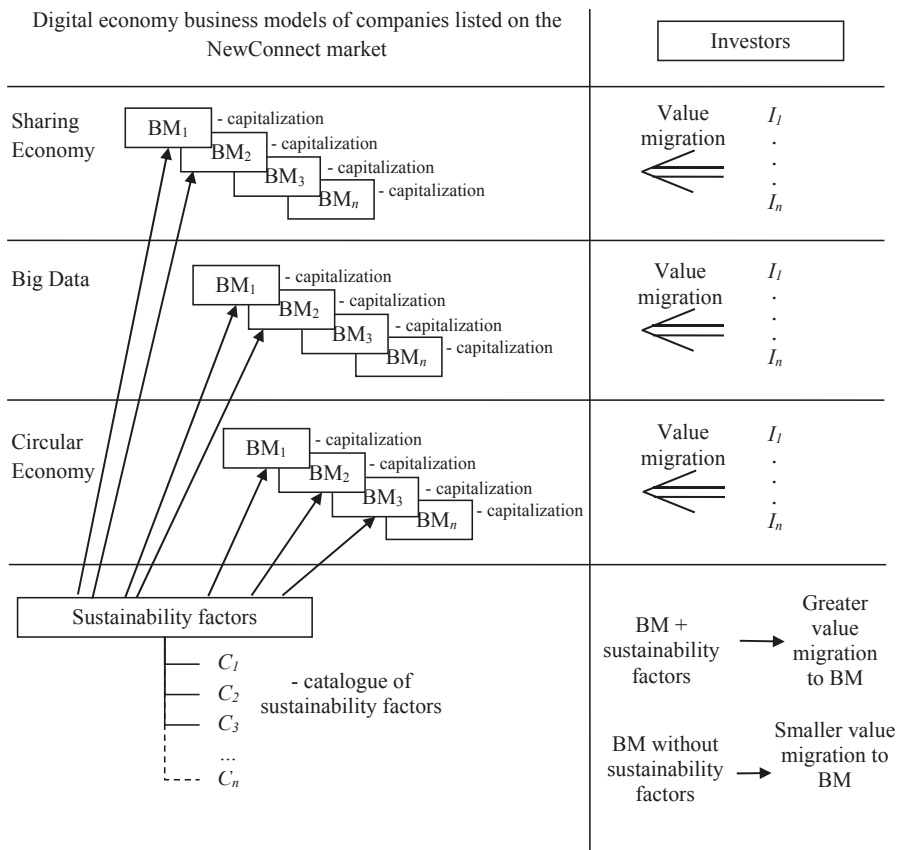 Digital economy business models of companies listed on the
NewConnect market
Investors
Sharing
Economy
BM1
- capitalization
BM2
- capitalization
BM3
- capitalization
BMn
- capitalization
Value
migration
I1
.
.
.
In
Big Data
BM1
- capitalization
BM2
- capitalization
BM3
- capitalization
BMn
- capitalization
Value
migration
I1
.
.
.
In
Circular
Economy
BM1
- capitalization
BM2
- capitalization
BM3
- capitalization
BMn
- capitalization
Value
migration
I1
.
.
.
In
Sustainability factors
C1
C2
C3
...
Cn
- catalogue of
sustainability factors
BM +
sustainability
factors
Greater
value
migration
to BM
BM without
sustainability
factors
Smaller value
migration to
BM